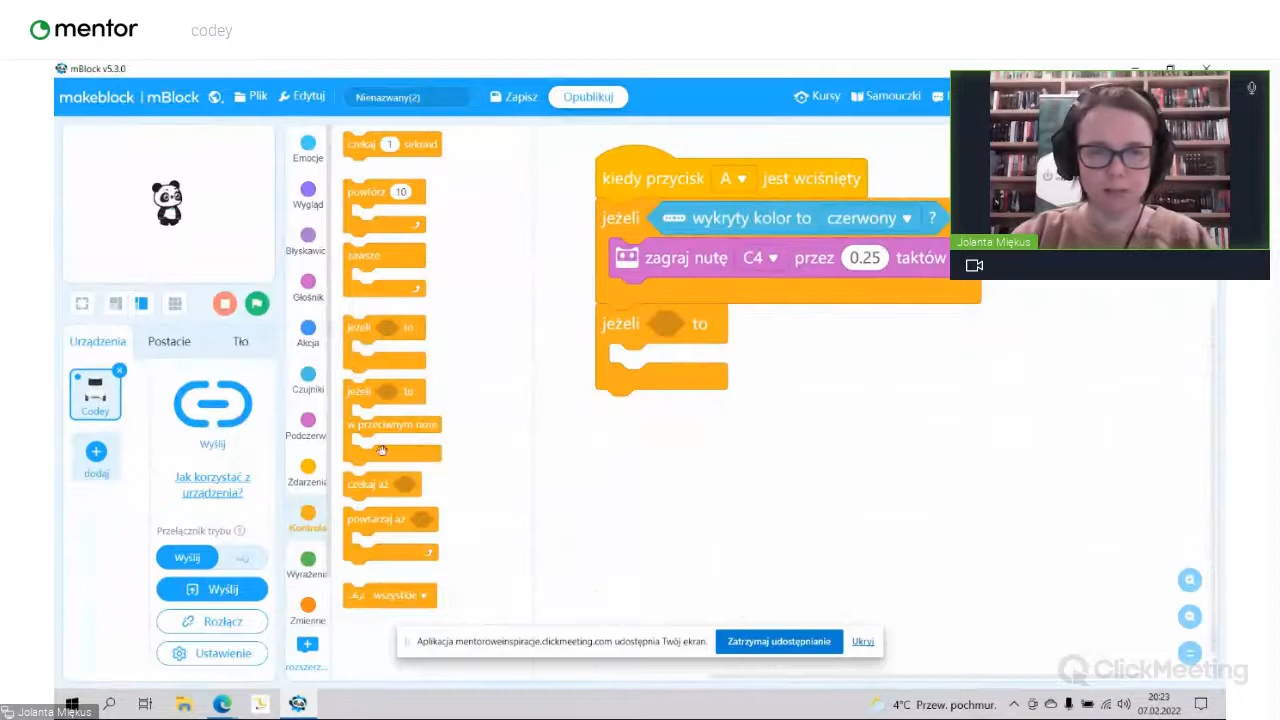 mentor codey
mBlock v5.3.0
makeblock | mBlock Plik Edytuj Nienazwany(2) Zapisz Opublikuj Kursy Samouczki
Emocje
Wygląd
Błyskawic
Głośnik
Akcja
Czujniki
Podczerw
Zdarzenia
Kontrola
Wyrażenia
Zmienne
rozszerz...
czekaj 1 sekund
powtórz 10
zawsze
jeżeli to
jeżeli to
w przeciwnym razie
czekaj aż
powtarzaj aż
wszystkie
kiedy przycisk A jest wciśnięty
jeżeli wykryty kolor to czerwony ?
zagraj nutę C4 przez 0.25 taktów
jeżeli to
Jolanta Miękus
Urządzenia Postacie Tło
Codey
dodaj
Wyślij
Jak korzystać z
urządzenia?
Przełącznik trybu
Wyślij
Wyślij
Rozłącz
Ustawienie
Aplikacja mentoroweinspiracje.clickmeeting.com udostępnia Twój ekran. Zatrzymaj udostępnianie Ukryj
ClickMeeting
4°C Przew. pochmur. 20:23
07.02.2022
Jolanta Miękus